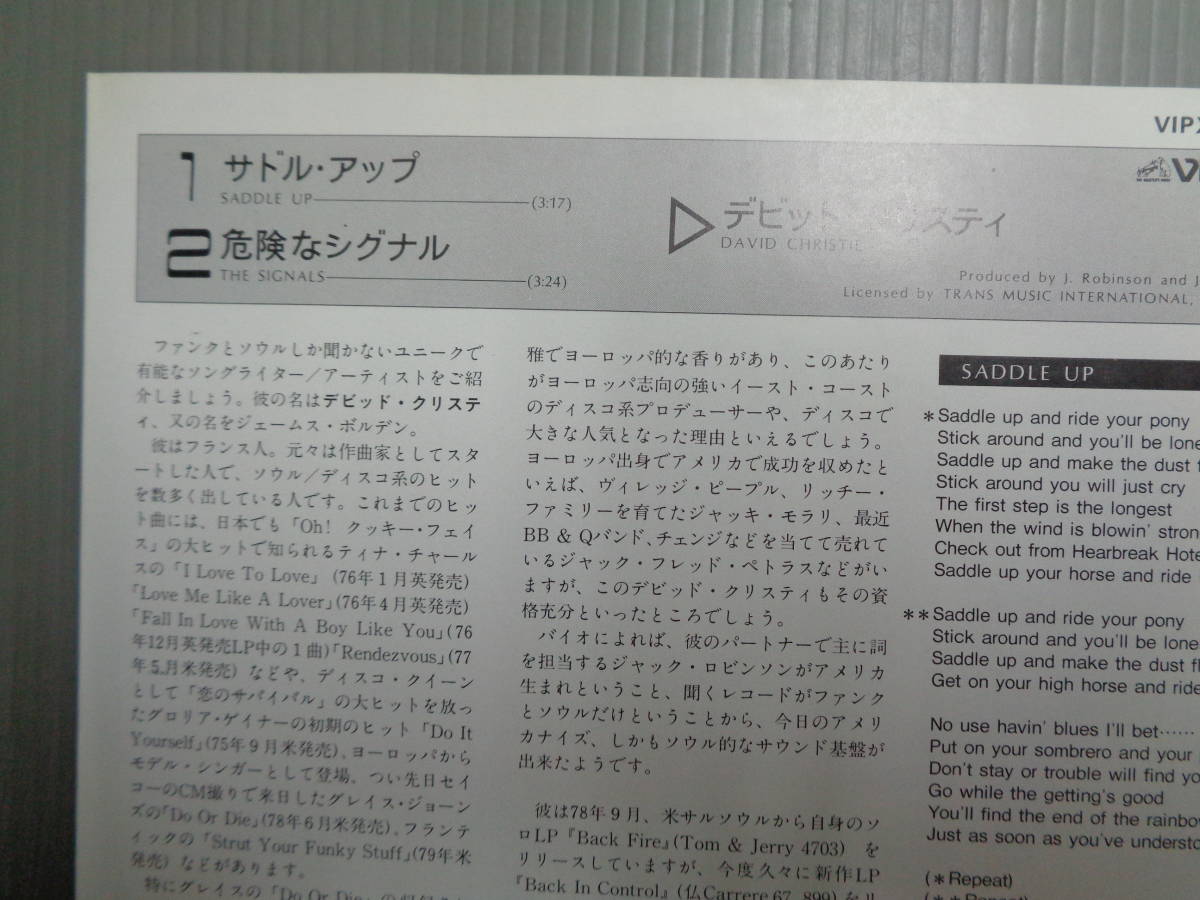 VIPX
1 サドル・アップ
SADDLE UP (3:17)
2 危険なシグナル
THE SIGNALS (3:24)
デビット リスティ
DAVID CHRISTIE
Produced by J. Robinson and J
Licensed by TRANS MUSIC INTERNATIONAL,
ファンクとソウルしか聞かないユニークで
有能なソングライター/アーティストをご紹
介しましょう。彼の名はデビッド・クリステ
ィ、又の名をジェームス・ボルデン。
彼はフランス人。元々は作曲家としてスタ
ートした人で、ソウル/ディスコ系のヒット
を数多く出している人です。これまでのヒッ
ト曲には、日本でも「Oh! クッキー・フェイ
ス」の大ヒットで知られるティナ・チャール
スの「I Love To Love」(76年1月英発売)
「Love Me Like A Lover」(76年4月英発売)
「Fall In Love With A Boy Like You」(76
年12月英発売LP中の1曲)「Rendezvous」(77
年5月米発売)などや、ディスコ・クイーン
として「恋のサバイバル」の大ヒットを放っ
たグロリア・ゲイナーの初期のヒット「Do It
Yourself」(75年9月米発売)、ヨーロッパから
モデル・シンガーとして登場、つい先日セイ
コーのCM撮りで来日したグレイス・ジョーン
ズの「Do Or Die」(78年6月米発売)、フランテ
ィックの「Strut Your Funky Stuff」(79年米
発売)などがあります。
特にグレイスの「Do Or Die」の
雅でヨーロッパ的な香りがあり、このあたり
がヨーロッパ志向の強いイースト・コースト
のディスコ系プロデューサーや、ディスコで
大きな人気となった理由といえるでしょう。
ヨーロッパ出身でアメリカで成功を収めたと
いえば、ヴィレッジ・ピープル、リッチー・
ファミリーを育てたジャッキ・モラリ、最近
BB & Qバンド、チェンジなどを当てて売れて
いるジャック・フレッド・ペトラスなどがい
ますが、このデビッド・クリスティもその資
格充分といったところでしょう。
バイオによれば、彼のパートナーで主に詞
を担当するジャック・ロビンソンがアメリカ
生まれということ、聞くレコードがファンク
とソウルだけということから、今日のアメリ
カナイズ、しかもソウル的なサウンド基盤が
出来たようです。
彼は78年9月、米サルソウルから自身のソ
ロLP『Back Fire』(Tom & Jerry 4703) を
リリースしていますが、今度久々に新作LP
『Back In Control』(仏Carrere 67, 899)をリ
SADDLE UP
*Saddle up and ride your pony
Stick around and you'll be lone
Saddle up and make the dust f
Stick around you will just cry
The first step is the longest
When the wind is blowin' stron
Check out from Hearbreak Hote
Saddle up your horse and ride
**Saddle up and ride your pony
Stick around and you'll be lone
Saddle up and make the dust fl
Get on your high horse and ride
No use havin' blues I'll bet……
Put on your sombrero and your
Don't stay or trouble will find yo
Go while the getting's good
You'll find the end of the rainbow
Just as soon as you've understo
(*Repeat)
(**Repeat)